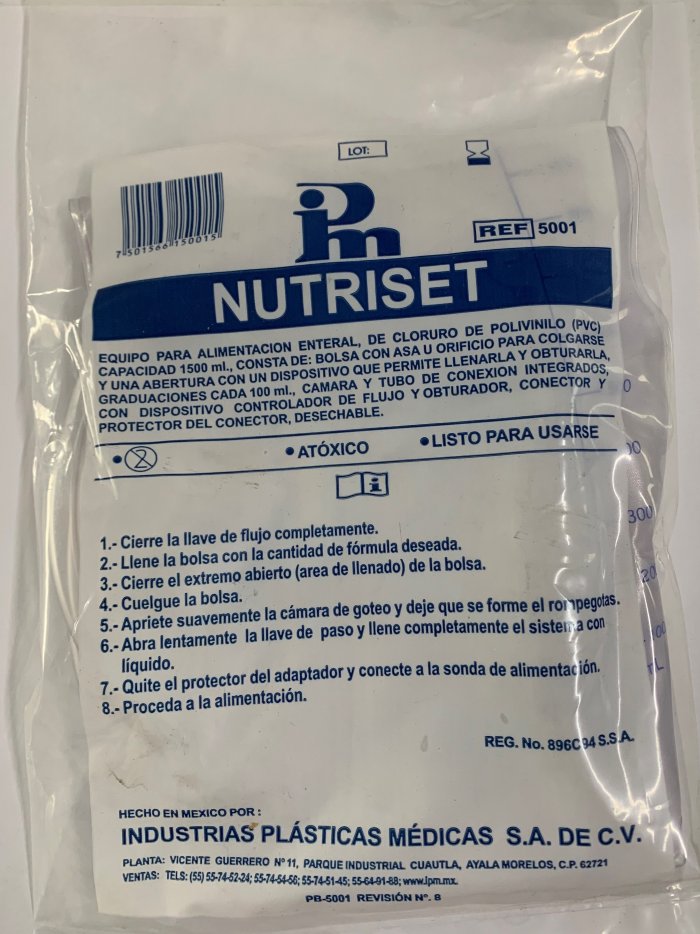 LOT:
7 501566 150015
ipm
REF 5001
NUTRISET
EQUIPO PARA ALIMENTACION ENTERAL, DE CLORURO DE POLIVINILO (PVC)
CAPACIDAD 1500 ml., CONSTA DE: BOLSA CON ASA U ORIFICIO PARA COLGARSE
Y UNA ABERTURA CON UN DISPOSITIVO QUE PERMITE LLENARLA Y OBTURARLA,
GRADUACIONES CADA 100 ml., CAMARA Y TUBO DE CONEXION INTEGRADOS,
CON DISPOSITIVO CONTROLADOR DE FLUJO Y OBTURADOR, CONECTOR Y
PROTECTOR DEL CONECTOR, DESECHABLE.
•2 •ATÓXICO •LISTO PARA USARSE
i
300
1.- Cierre la llave de flujo completamente.
2.- Llene la bolsa con la cantidad de fórmula deseada.
3.- Cierre el extremo abierto (area de llenado) de la bolsa.
4.- Cuelgue la bolsa.
5.- Apriete suavemente la cámara de goteo y deje que se forme el rompegotas.
6.- Abra lentamente la llave de paso y llene completamente el sistema con
líquido.
7.- Quite el protector del adaptador y conecte a la sonda de alimentación.
8.- Proceda a la alimentación.
REG. No. 896C94 S.S.A.
HECHO EN MEXICO POR :
INDUSTRIAS PLÁSTICAS MÉDICAS S.A. DE C.V.
PLANTA: VICENTE GUERRERO Nº 11, PARQUE INDUSTRIAL CUAUTLA, AYALA MORELOS, C.P. 62721
VENTAS: TELS: (55) 55-74-52-24; 55-74-54-56; 55-74-51-45; 55-64-91-88; www.ipm.mx.
PB-5001 REVISIÓN Nº. 8